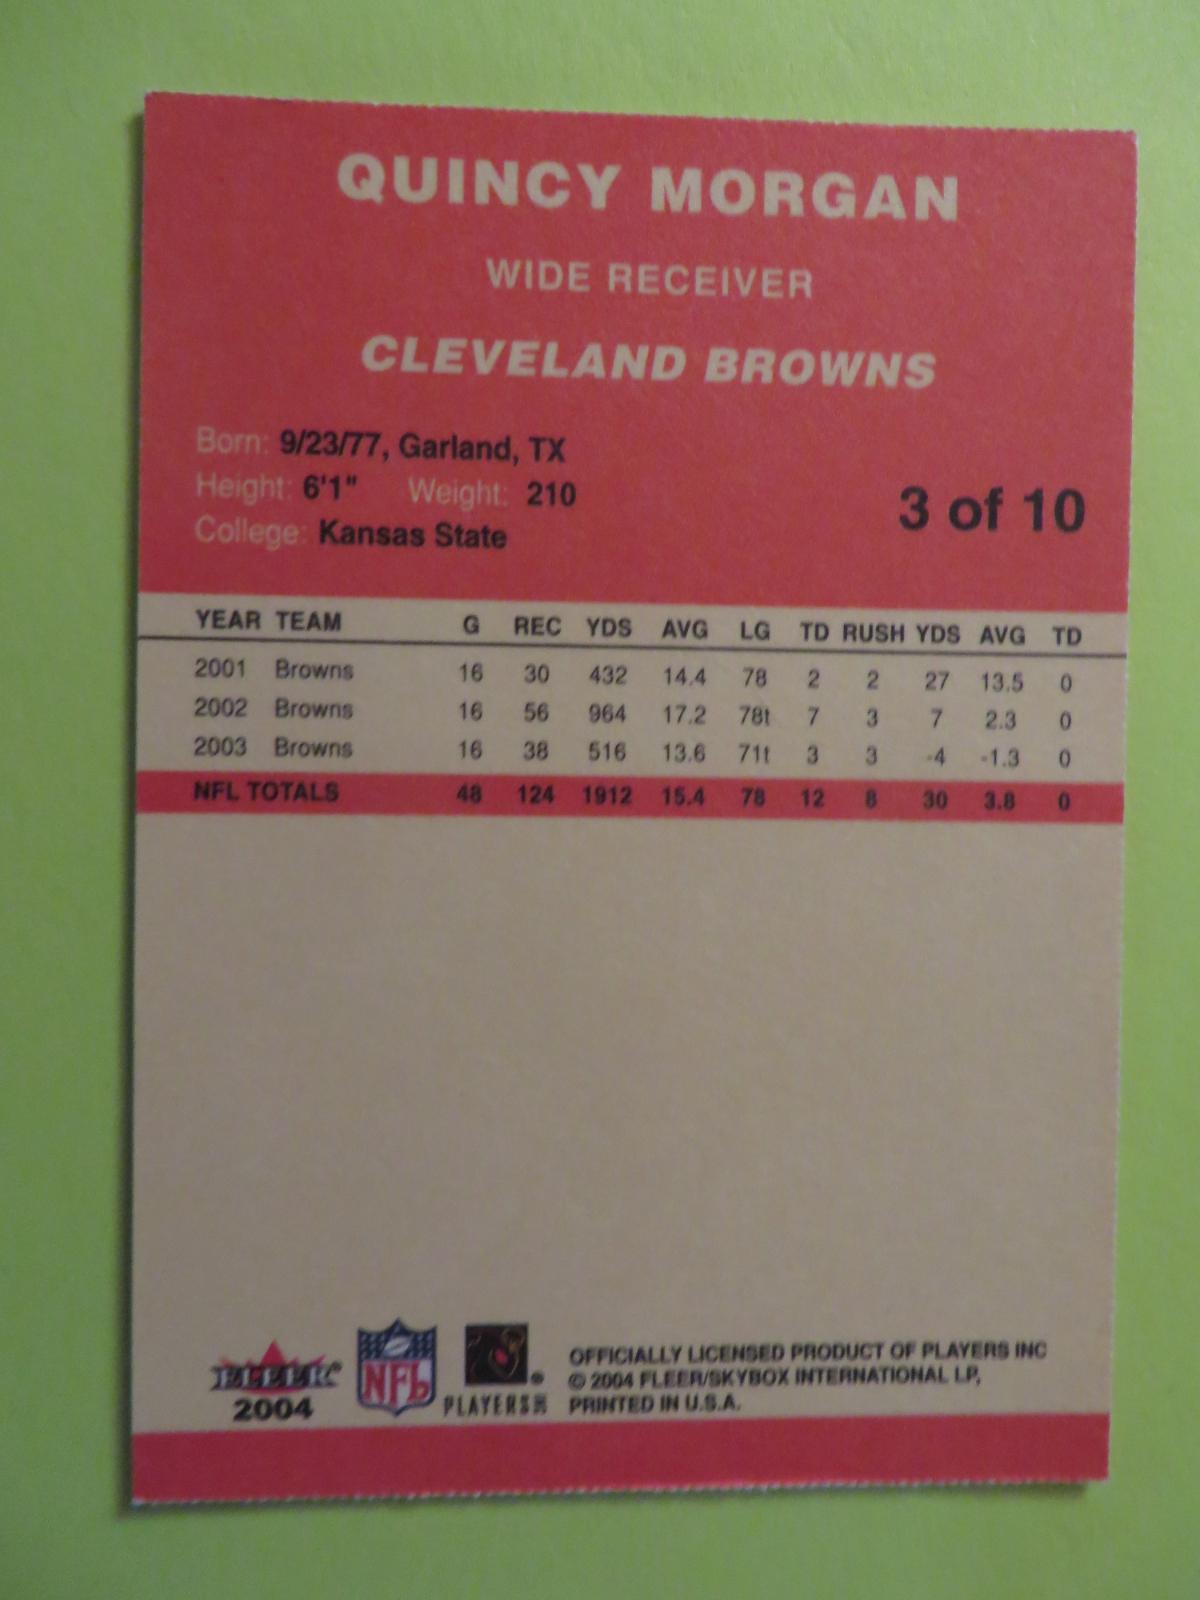 QUINCY MORGAN
WIDE RECEIVER
CLEVELAND BROWNS
Born: 9/23/77, Garland, TX
Height: 6'1" Weight: 210
College: Kansas State
3 of 10
YEAR TEAM G REC YDS AVG LG TD RUSH YDS AVG TD
2001 Browns 16 30 432 14.4 78 2 2 27 13.5 0
2002 Browns 16 56 964 17.2 78t 7 3 7 2.3 0
2003 Browns 16 38 516 13.6 71t 3 3 -4 -1.3 0
NFL TOTALS 48 124 1912 15.4 78 12 8 30 3.8 0
FLEER
2004
NFL
PLAYERS INC
OFFICIALLY LICENSED PRODUCT OF PLAYERS INC
© 2004 FLEER/SKYBOX INTERNATIONAL LP,
PRINTED IN U.S.A.